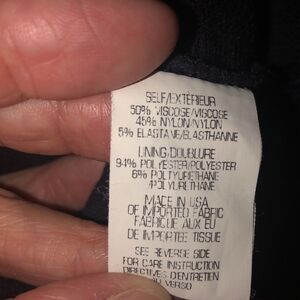 SELF/EXTÉRIEUR
50% VISCOSE/VISCOSE
45% NYLON/NYLON
5% ELASTANE/ELASTHANNE
LINING/DOUBLURE
94% POLYESTER/POLYESTER
6% POLYURETHANE
/POLYURETHANE
MADE IN USA
OF IMPORTED FABRIC
FABRIQUE AUX EU
DE IMPORTEE TISSUE
SEE REVERSE SIDE
FOR CARE INSTRUCTION
DIRECTIVES D'ENTRETIEN
VERSO